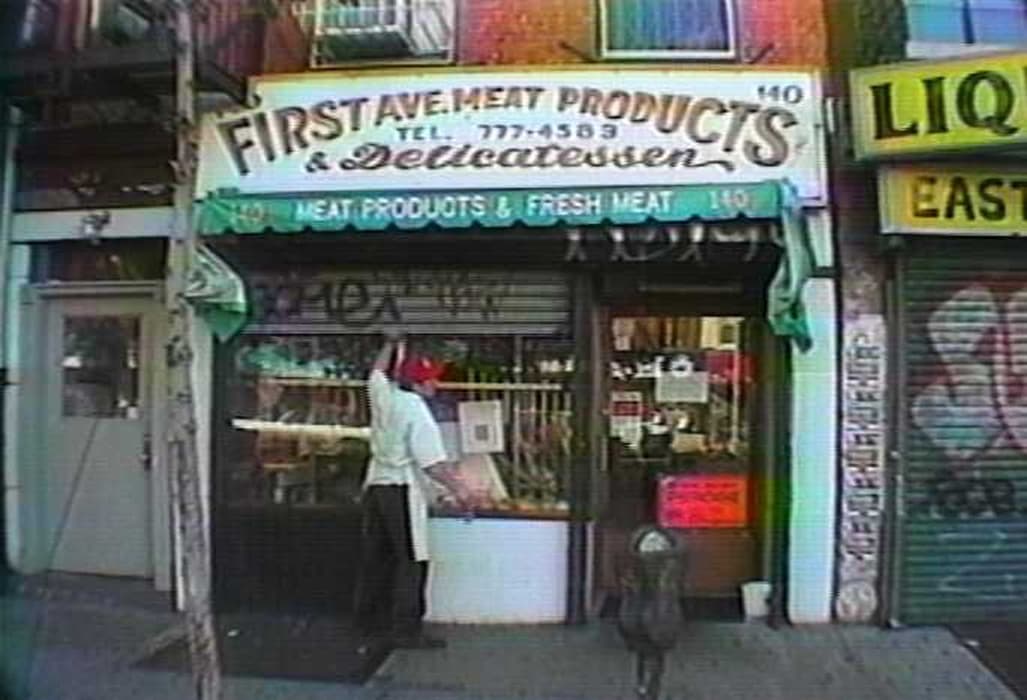 140
FIRST AVE. MEAT PRODUCTS
TEL. 777-4583
& Delicatessen
140 MEAT PRODUCTS & FRESH MEAT 140
LIQ
EAST